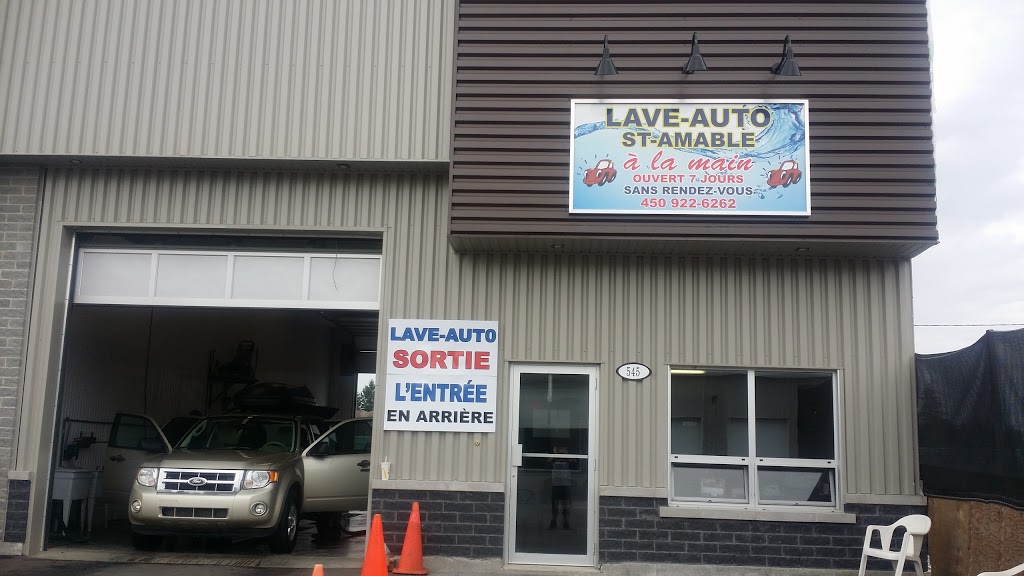 LAVE-AUTO
ST-AMABLE
à la main
OUVERT 7 JOURS
SANS RENDEZ-VOUS
450 922-6262
LAVE-AUTO
SORTIE
L'ENTRÉE
EN ARRIÈRE
545
Ford